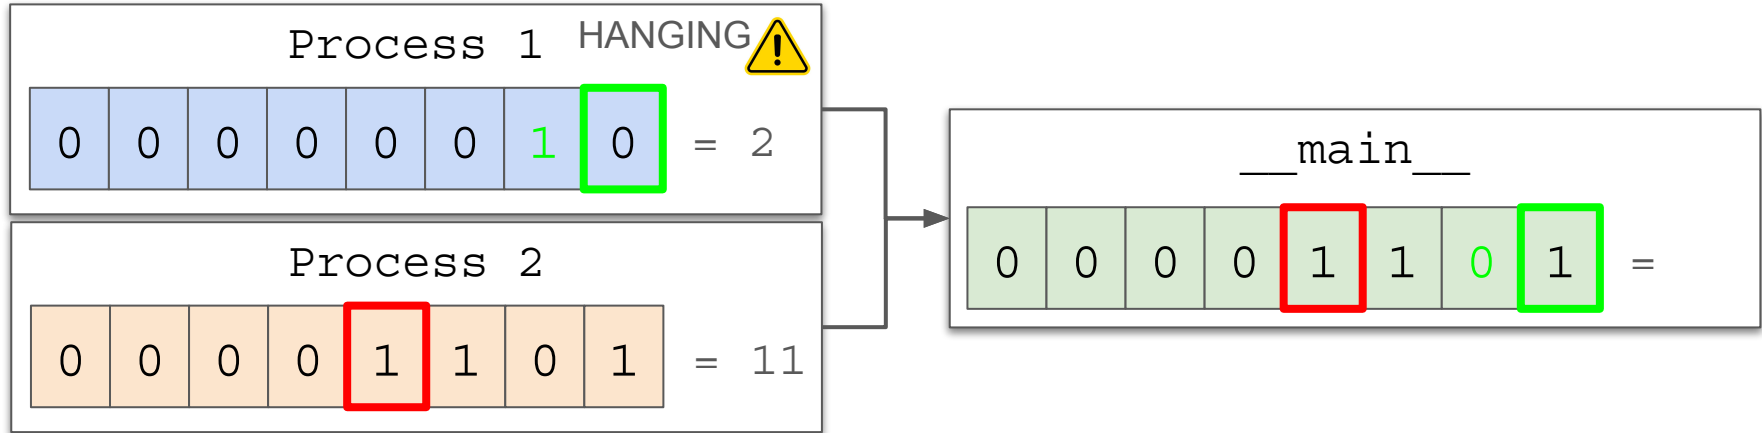 Process 1 HANGING
0 0 0 0 0 0 1 0 = 2
Process 2
0 0 0 0 1 1 0 1 = 11
__main__
0 0 0 0 1 1 0 1 =